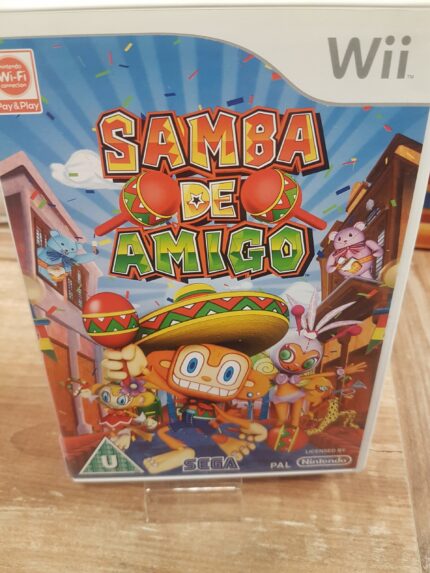 Wii
Nintendo
Wi-Fi
CONNECTION
Pay & Play
SAMBA
DE
AMIGO
U
SEGA
PAL
LICENSED BY
Nintendo